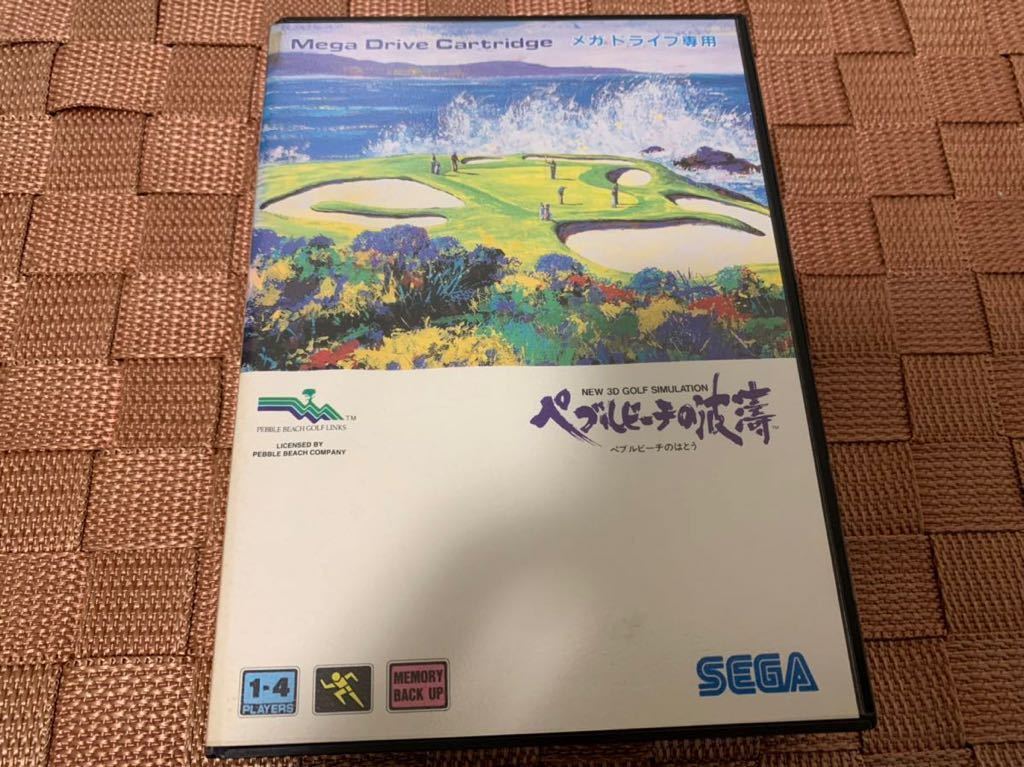 Mega Drive Cartridge メガドライブ専用
NEW 3D GOLF SIMULATION
ペブルビーチの波濤 TM
ペブルビーチのはとう
TM
PEBBLE BEACH GOLF LINKS
LICENSED BY
PEBBLE BEACH COMPANY
1-4
PLAYERS
MEMORY
BACK UP
SEGA